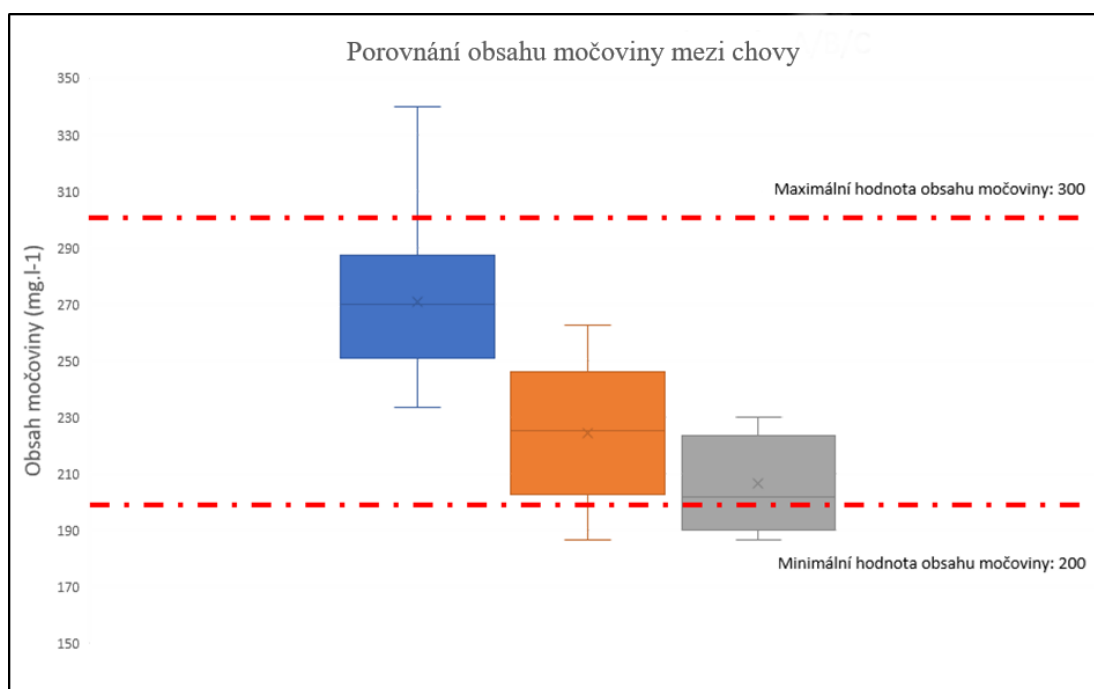 Porovnání obsahu močoviny mezi chovy
A/B/C
350
330
310
290
270
250
230
210
190
170
150
Obsah močoviny (mg.l-1)
Maximální hodnota obsahu močoviny: 300
Minimální hodnota obsahu močoviny: 200